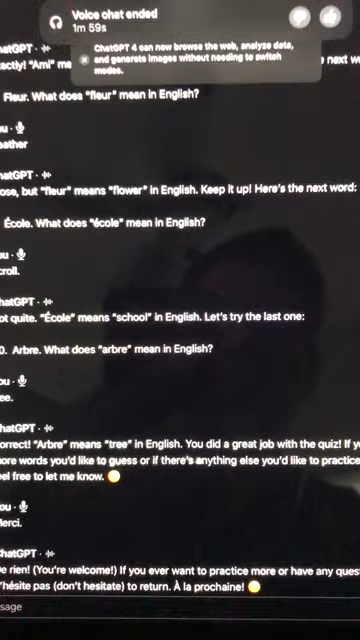 Voice chat ended
1m 59s
ChatGPT 4 can now browse the web, analyze data,
and generate images without needing to switch
modes.
hatGPT
actly! "Ami" me next w
Fleur. What does "fleur" mean in English?
ou
eather
hatGPT
ose, but "fleur" means "flower" in English. Keep it up! Here's the next word:
École. What does "école" mean in English?
ou
croll.
hatGPT
ot quite. "École" means "school" in English. Let's try the last one:
0. Arbre. What does "arbre" mean in English?
ou
ee.
hatGPT
orrect! "Arbre" means "tree" in English. You did a great job with the quiz! If y
ore words you'd like to guess or if there's anything else you'd like to practice
eel free to let me know.
ou
Merci.
ChatGPT
e rien! (You're welcome!) If you ever want to practice more or have any ques
'hésite pas (don't hesitate) to return. À la prochaine!
sage